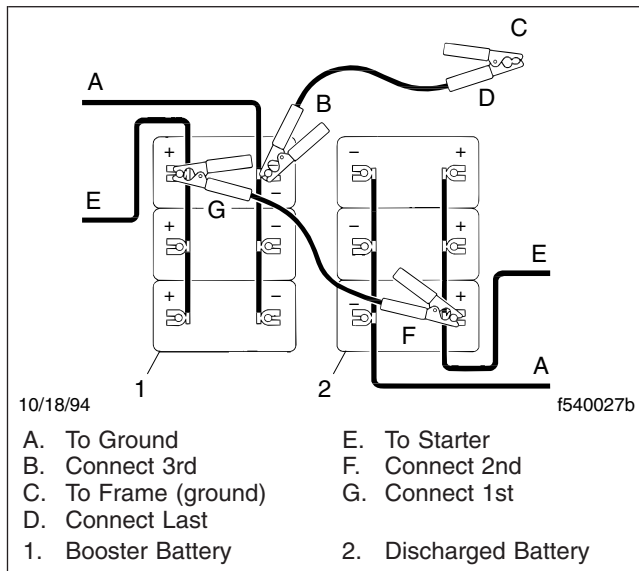 C
A
B
D
+
−
+
E
G
−
+
−
+
−
E
+
−
−
+
F
A
1
2
10/18/94
f540027b
A. To Ground
B. Connect 3rd
C. To Frame (ground)
D. Connect Last
E. To Starter
F. Connect 2nd
G. Connect 1st
1. Booster Battery
2. Discharged Battery